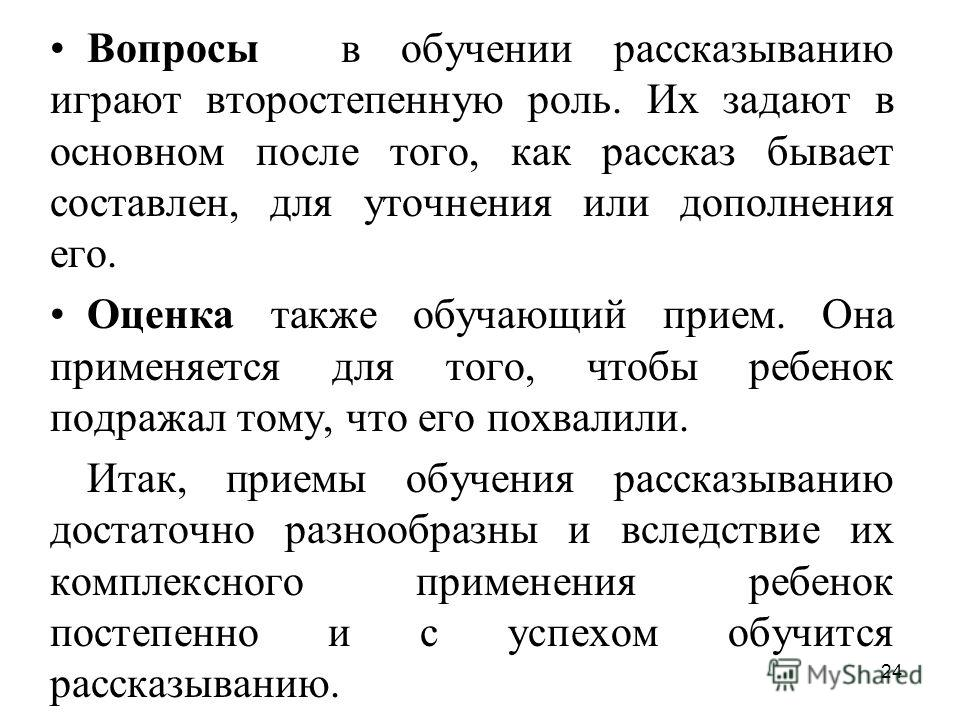 • Вопросы в обучении рассказыванию
играют второстепенную роль. Их задают в
основном после того, как рассказ бывает
составлен, для уточнения или дополнения
его.
• Оценка также обучающий прием. Она
применяется для того, чтобы ребенок
подражал тому, что его похвалили.
Итак, приемы обучения рассказыванию
достаточно разнообразны и вследствие их
комплексного применения ребенок
постепенно и с успехом обучится
рассказыванию.
24
MyShared